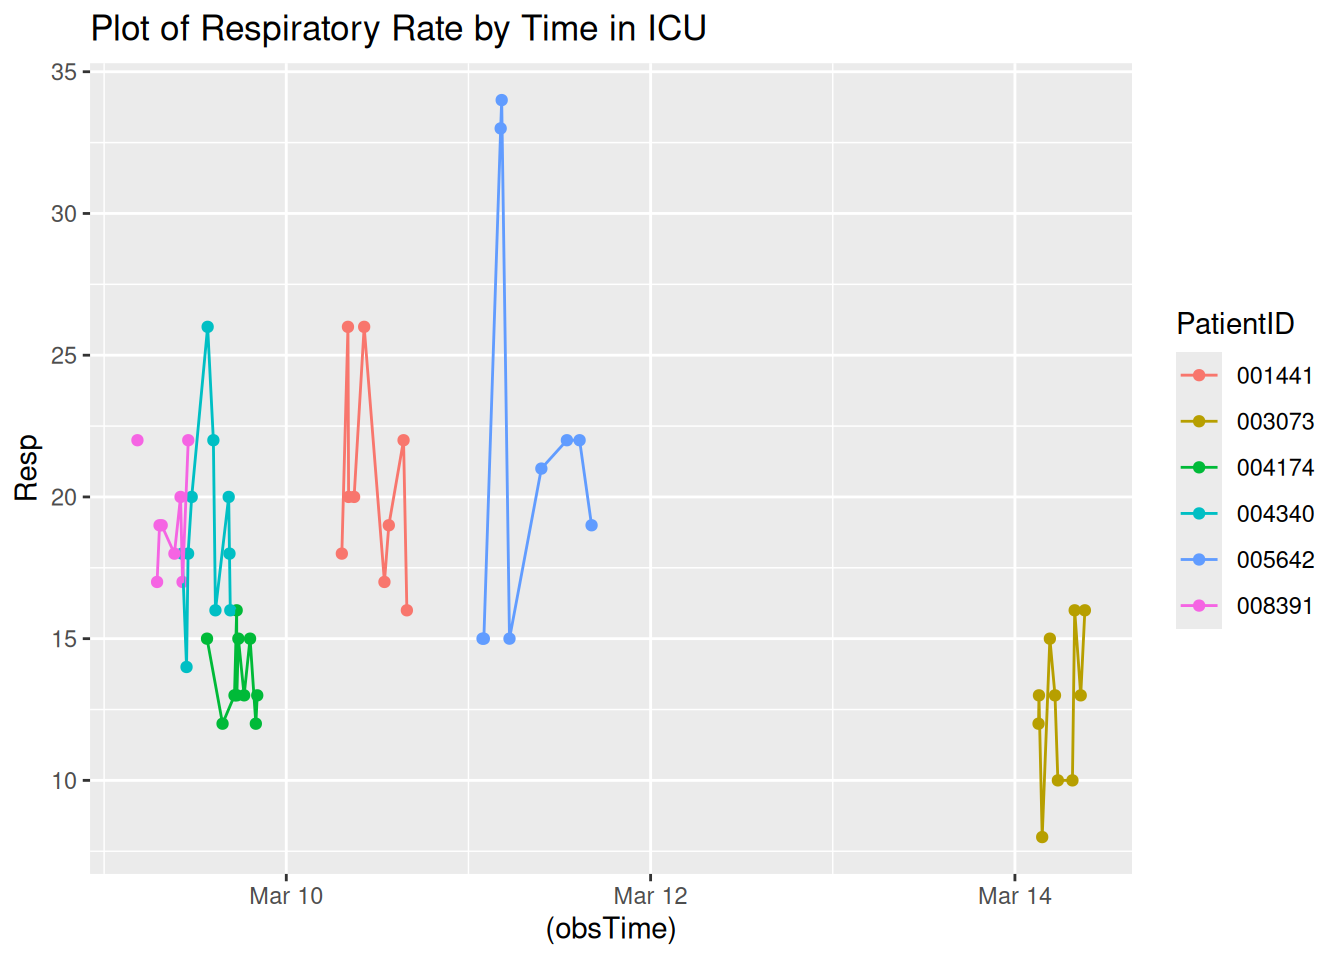 Plot of Respiratory Rate by Time in ICU
35
30
25
20
15
10
Resp
Mar 10
Mar 12
Mar 14
(obsTime)
PatientID
001441
003073
004174
004340
005642
008391